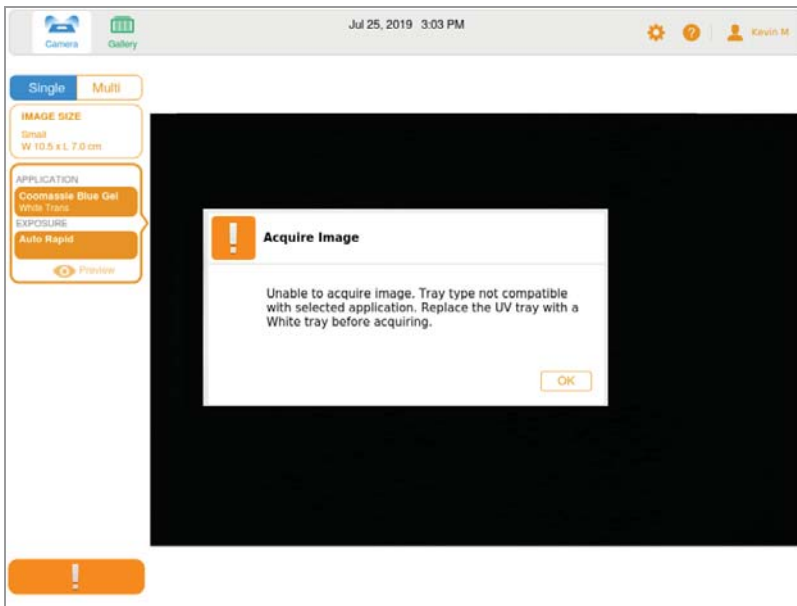 Jul 25, 2019 3:03 PM
Camera
Gallery
Kevin M
Single
Multi
IMAGE SIZE
Small
W 10.5 x L 7.0 cm
APPLICATION
Coomassie Blue Gel
White Trans
EXPOSURE
Auto Rapid
Preview
Acquire Image
Unable to acquire image. Tray type not compatible
with selected application. Replace the UV tray with a
White tray before acquiring.
OK